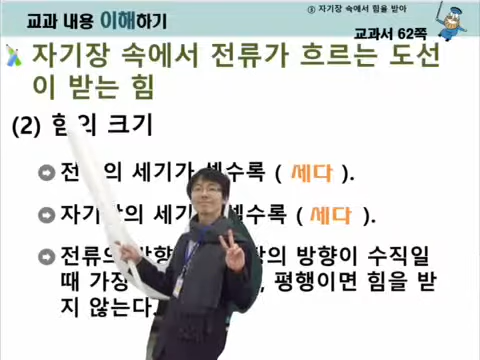 교과 내용 이해하기
③ 자기장 속에서 힘을 받아
교과서 62쪽
자기장 속에서 전류가 흐르는 도선
이 받는 힘
(2) 힘의 크기
전 의 세기가 셀수록 ( 세다 ).
자기장의 세기 셀수록 ( 세다 ).
전류의 방향 의 방향이 수직일
때 가장 , 평행이면 힘을 받
지 않는다.